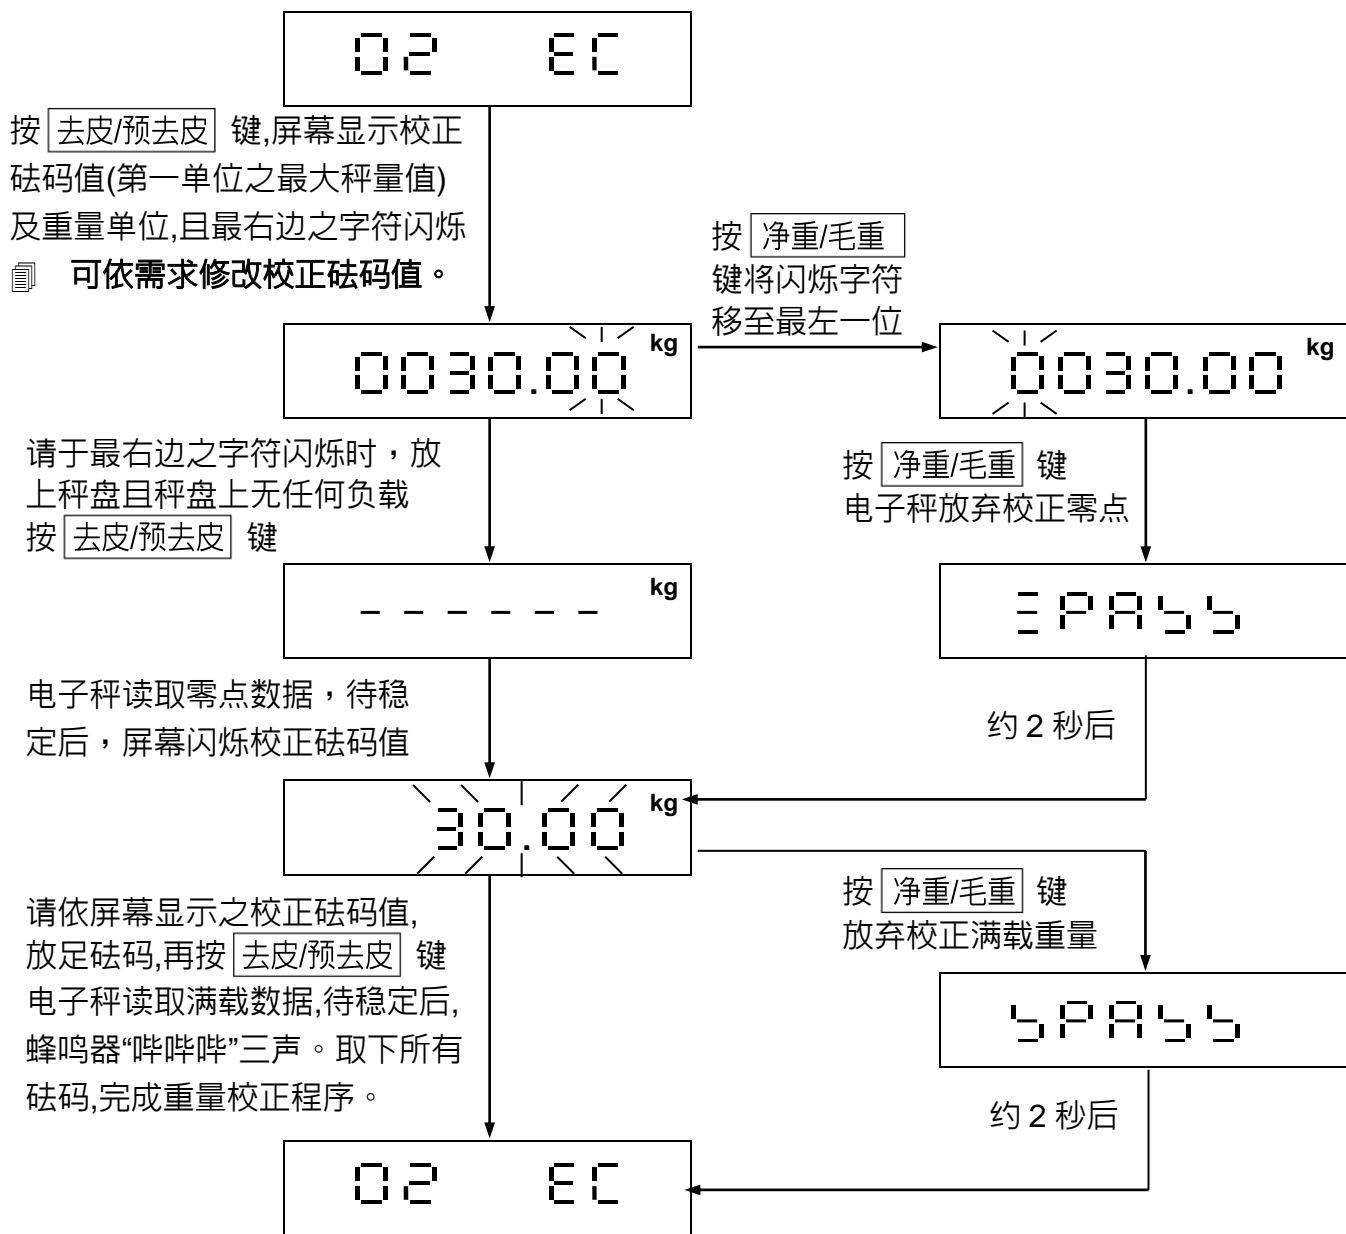 02 EC
按 去皮/预去皮 键,屏幕显示校正
砝码值(第一单位之最大秤量值)
及重量单位,且最右边之字符闪烁
可依需求修改校正砝码值。
按 净重/毛重
键将闪烁字符
移至最左一位
0030.00 kg
0030.00 kg
请于最右边之字符闪烁时，放
上秤盘且秤盘上无任何负载
按 去皮/预去皮 键
按 净重/毛重 键
电子秤放弃校正零点
- - - - - - kg
PASS
电子秤读取零点数据，待稳
定后，屏幕闪烁校正砝码值
约 2 秒后
30.00 kg
请依屏幕显示之校正砝码值,
放足砝码,再按 去皮/预去皮 键
电子秤读取满载数据,待稳定后,
蜂鸣器“哔哔哔”三声。取下所有
砝码,完成重量校正程序。
按 净重/毛重 键
放弃校正满载重量
SPASS
约 2 秒后
02 EC